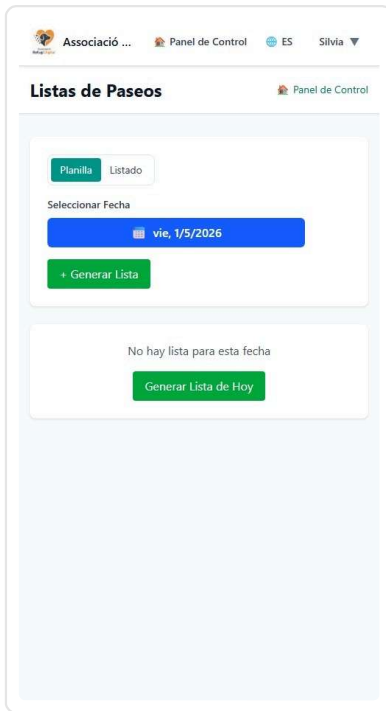 Associació ... Panel de Control ES Silvia ▼
Listas de Paseos Panel de Control
Planilla Listado
Seleccionar Fecha
vie, 1/5/2026
+ Generar Lista
No hay lista para esta fecha
Generar Lista de Hoy